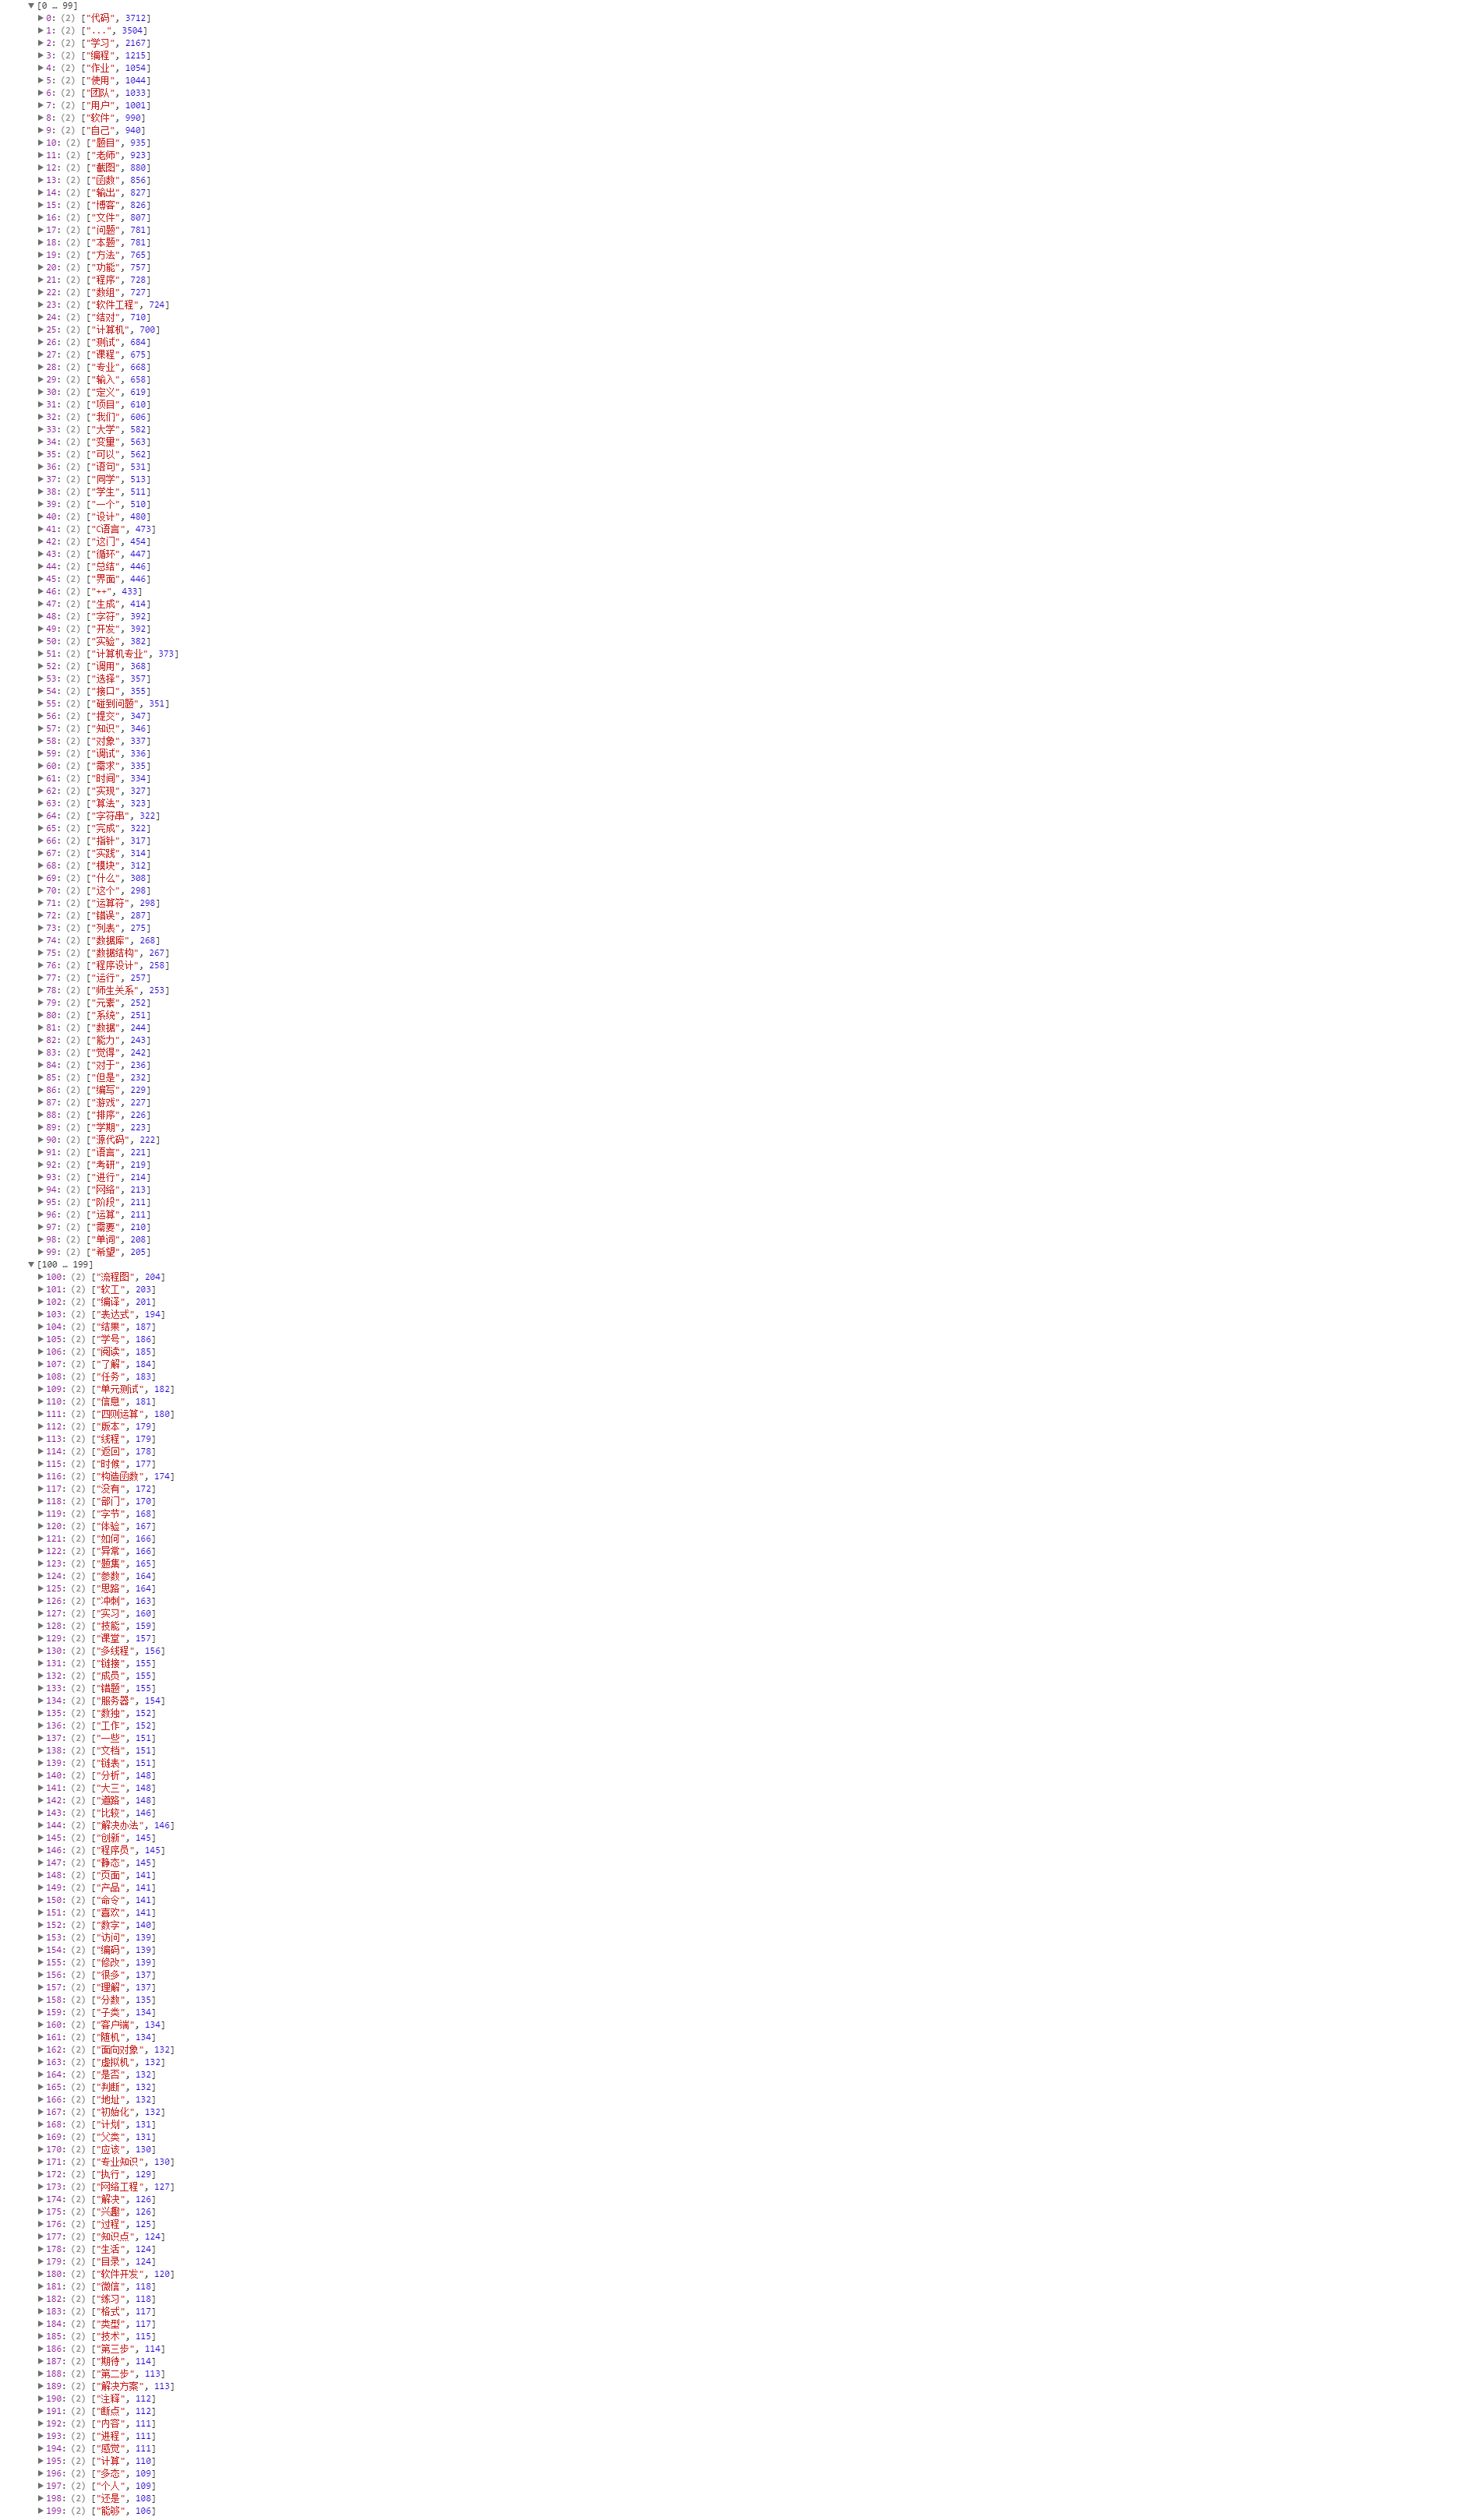 ▼[0 … 99]
▶0: (2) ["代码", 3712]
▶1: (2) ["...", 3504]
▶2: (2) ["学习", 2167]
▶3: (2) ["编程", 1215]
▶4: (2) ["作业", 1054]
▶5: (2) ["使用", 1044]
▶6: (2) ["团队", 1033]
▶7: (2) ["用户", 1001]
▶8: (2) ["软件", 990]
▶9: (2) ["自己", 940]
▶10: (2) ["题目", 935]
▶11: (2) ["老师", 923]
▶12: (2) ["截图", 880]
▶13: (2) ["函数", 856]
▶14: (2) ["输出", 827]
▶15: (2) ["博客", 826]
▶16: (2) ["文件", 807]
▶17: (2) ["问题", 781]
▶18: (2) ["本题", 781]
▶19: (2) ["方法", 765]
▶20: (2) ["功能", 757]
▶21: (2) ["程序", 728]
▶22: (2) ["数组", 727]
▶23: (2) ["软件工程", 724]
▶24: (2) ["结对", 710]
▶25: (2) ["计算机", 700]
▶26: (2) ["测试", 684]
▶27: (2) ["课程", 675]
▶28: (2) ["专业", 668]
▶29: (2) ["输入", 658]
▶30: (2) ["定义", 619]
▶31: (2) ["项目", 610]
▶32: (2) ["我们", 606]
▶33: (2) ["大学", 582]
▶34: (2) ["变量", 563]
▶35: (2) ["可以", 562]
▶36: (2) ["语句", 531]
▶37: (2) ["同学", 513]
▶38: (2) ["学生", 511]
▶39: (2) ["一个", 510]
▶40: (2) ["设计", 480]
▶41: (2) ["C语言", 473]
▶42: (2) ["这门", 454]
▶43: (2) ["循环", 447]
▶44: (2) ["总结", 446]
▶45: (2) ["界面", 446]
▶46: (2) ["++", 433]
▶47: (2) ["生成", 414]
▶48: (2) ["字符", 392]
▶49: (2) ["开发", 392]
▶50: (2) ["实验", 382]
▶51: (2) ["计算机专业", 373]
▶52: (2) ["调用", 368]
▶53: (2) ["选择", 357]
▶54: (2) ["接口", 355]
▶55: (2) ["碰到问题", 351]
▶56: (2) ["提交", 347]
▶57: (2) ["知识", 346]
▶58: (2) ["对象", 337]
▶59: (2) ["调试", 336]
▶60: (2) ["需求", 335]
▶61: (2) ["时间", 334]
▶62: (2) ["实现", 327]
▶63: (2) ["算法", 323]
▶64: (2) ["字符串", 322]
▶65: (2) ["完成", 322]
▶66: (2) ["指针", 317]
▶67: (2) ["实践", 314]
▶68: (2) ["模块", 312]
▶69: (2) ["什么", 308]
▶70: (2) ["这个", 298]
▶71: (2) ["运算符", 298]
▶72: (2) ["错误", 287]
▶73: (2) ["列表", 275]
▶74: (2) ["数据库", 268]
▶75: (2) ["数据结构", 267]
▶76: (2) ["程序设计", 258]
▶77: (2) ["运行", 257]
▶78: (2) ["师生关系", 253]
▶79: (2) ["元素", 252]
▶80: (2) ["系统", 251]
▶81: (2) ["数据", 244]
▶82: (2) ["能力", 243]
▶83: (2) ["觉得", 242]
▶84: (2) ["对于", 236]
▶85: (2) ["但是", 232]
▶86: (2) ["编写", 229]
▶87: (2) ["游戏", 227]
▶88: (2) ["排序", 226]
▶89: (2) ["学期", 223]
▶90: (2) ["源代码", 222]
▶91: (2) ["语言", 221]
▶92: (2) ["考研", 219]
▶93: (2) ["进行", 214]
▶94: (2) ["网络", 213]
▶95: (2) ["阶段", 211]
▶96: (2) ["运算", 211]
▶97: (2) ["需要", 210]
▶98: (2) ["单词", 208]
▶99: (2) ["希望", 205]
▼[100 … 199]
▶100: (2) ["流程图", 204]
▶101: (2) ["软工", 203]
▶102: (2) ["编译", 201]
▶103: (2) ["表达式", 194]
▶104: (2) ["结果", 187]
▶105: (2) ["学号", 186]
▶106: (2) ["阅读", 185]
▶107: (2) ["了解", 184]
▶108: (2) ["任务", 183]
▶109: (2) ["单元测试", 182]
▶110: (2) ["信息", 181]
▶111: (2) ["四则运算", 180]
▶112: (2) ["版本", 179]
▶113: (2) ["线程", 179]
▶114: (2) ["返回", 178]
▶115: (2) ["时候", 177]
▶116: (2) ["构造函数", 174]
▶117: (2) ["没有", 172]
▶118: (2) ["部门", 170]
▶119: (2) ["字节", 168]
▶120: (2) ["体验", 167]
▶121: (2) ["如何", 166]
▶122: (2) ["异常", 166]
▶123: (2) ["题集", 165]
▶124: (2) ["参数", 164]
▶125: (2) ["思路", 164]
▶126: (2) ["冲刺", 163]
▶127: (2) ["实习", 160]
▶128: (2) ["技能", 159]
▶129: (2) ["课堂", 157]
▶130: (2) ["多线程", 156]
▶131: (2) ["链接", 155]
▶132: (2) ["成员", 155]
▶133: (2) ["错题", 155]
▶134: (2) ["服务器", 154]
▶135: (2) ["数独", 152]
▶136: (2) ["工作", 152]
▶137: (2) ["一些", 151]
▶138: (2) ["文档", 151]
▶139: (2) ["链表", 151]
▶140: (2) ["分析", 148]
▶141: (2) ["大三", 148]
▶142: (2) ["道路", 148]
▶143: (2) ["比较", 146]
▶144: (2) ["解决办法", 146]
▶145: (2) ["创新", 145]
▶146: (2) ["程序员", 145]
▶147: (2) ["静态", 145]
▶148: (2) ["页面", 141]
▶149: (2) ["产品", 141]
▶150: (2) ["命令", 141]
▶151: (2) ["喜欢", 141]
▶152: (2) ["数字", 140]
▶153: (2) ["访问", 139]
▶154: (2) ["编码", 139]
▶155: (2) ["修改", 139]
▶156: (2) ["很多", 137]
▶157: (2) ["理解", 137]
▶158: (2) ["分数", 135]
▶159: (2) ["子类", 134]
▶160: (2) ["客户端", 134]
▶161: (2) ["随机", 134]
▶162: (2) ["面向对象", 132]
▶163: (2) ["虚拟机", 132]
▶164: (2) ["是否", 132]
▶165: (2) ["判断", 132]
▶166: (2) ["地址", 132]
▶167: (2) ["初始化", 132]
▶168: (2) ["计划", 131]
▶169: (2) ["父类", 131]
▶170: (2) ["应该", 130]
▶171: (2) ["专业知识", 130]
▶172: (2) ["执行", 129]
▶173: (2) ["网络工程", 127]
▶174: (2) ["解决", 126]
▶175: (2) ["兴趣", 126]
▶176: (2) ["过程", 125]
▶177: (2) ["知识点", 124]
▶178: (2) ["生活", 124]
▶179: (2) ["目录", 124]
▶180: (2) ["软件开发", 120]
▶181: (2) ["微信", 118]
▶182: (2) ["练习", 118]
▶183: (2) ["格式", 117]
▶184: (2) ["类型", 117]
▶185: (2) ["技术", 115]
▶186: (2) ["第三步", 114]
▶187: (2) ["期待", 114]
▶188: (2) ["第二步", 113]
▶189: (2) ["解决方案", 113]
▶190: (2) ["注释", 112]
▶191: (2) ["断点", 112]
▶192: (2) ["内容", 111]
▶193: (2) ["进程", 111]
▶194: (2) ["感觉", 111]
▶195: (2) ["计算", 110]
▶196: (2) ["多态", 109]
▶197: (2) ["个人", 109]
▶198: (2) ["还是", 108]
▶199: (2) ["能够", 106]